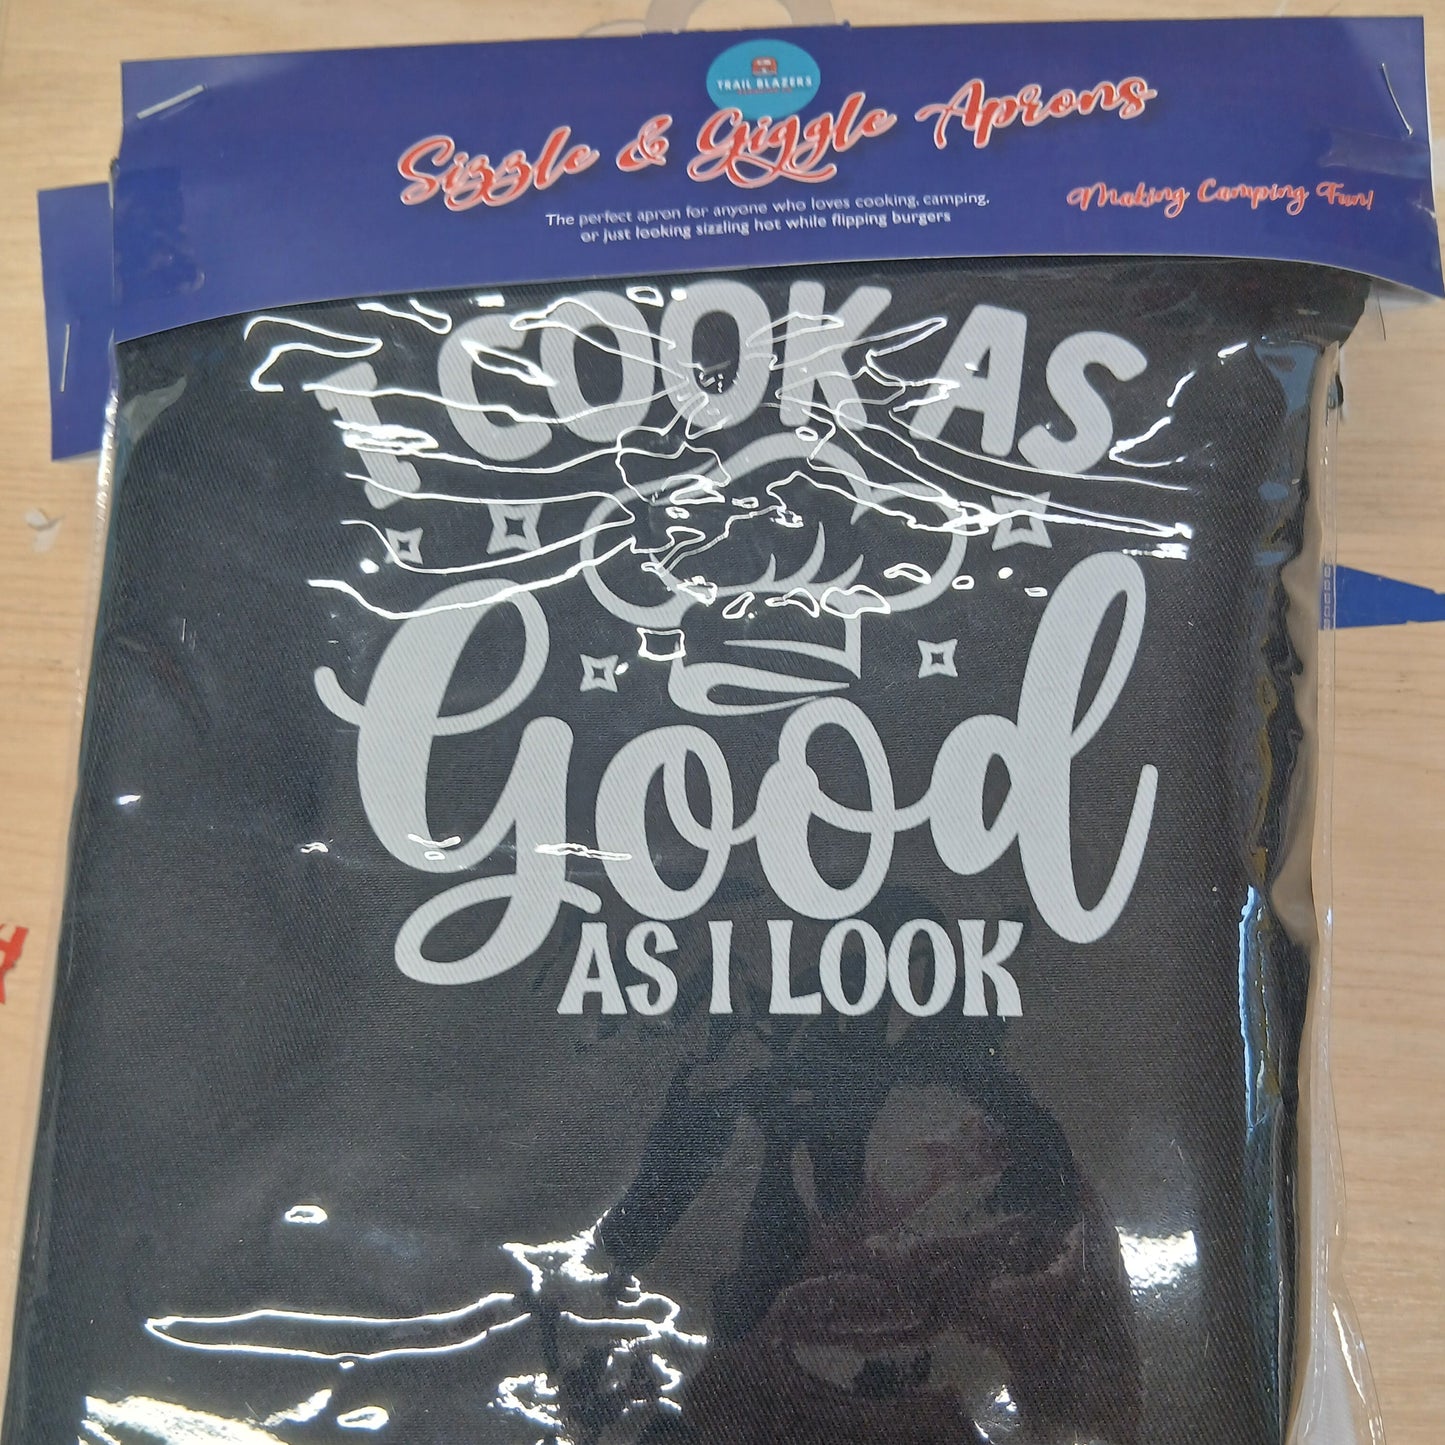 TRAIL BLAZERS
Sizzle & Giggle Aprons
Making Camping Fun!
The perfect apron for anyone who loves cooking, camping,
or just looking sizzling hot while flipping burgers
I COOK AS
Good
AS I LOOK